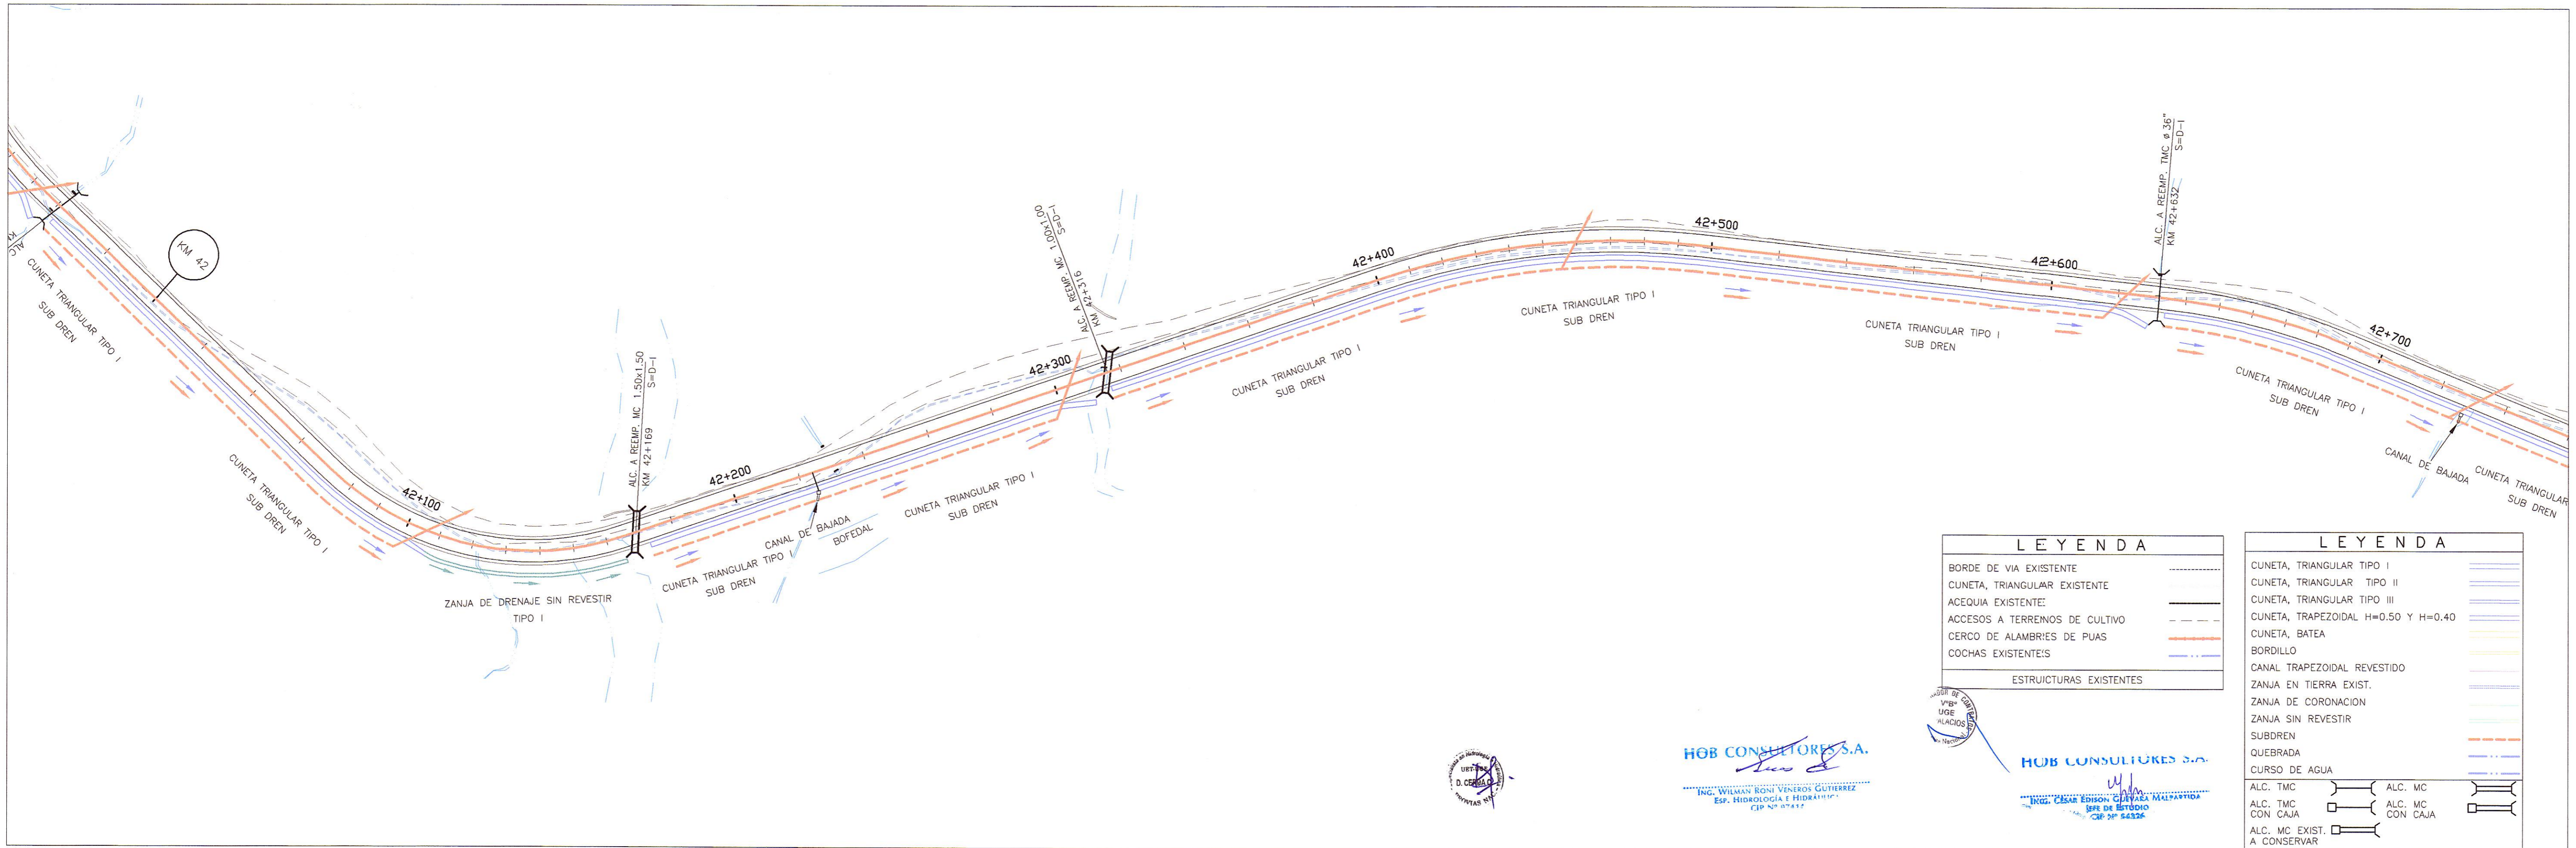 ALC.
KM
CUNETA TRIANGULAR TIPO I
SUB DREN
KM 42
CUNETA TRIANGULAR TIPO I
SUB DREN
42+100
ZANJA DE DRENAJE SIN REVESTIR
TIPO I
ALC. A REEMP. MC 1.50x1.50
KM 42+169
S=D-I
42+200
CUNETA TRIANGULAR TIPO I
SUB DREN
CANAL DE BAJADA
BOFEDAL
CUNETA TRIANGULAR TIPO I
SUB DREN
42+300
ALC. A REEMP. MC 1.00x1.00
KM 42+316
S=D-I
CUNETA TRIANGULAR TIPO I
SUB DREN
42+400
CUNETA TRIANGULAR TIPO I
SUB DREN
42+500
CUNETA TRIANGULAR TIPO I
SUB DREN
42+600
ALC. A REEMP. TMC ø 36"
KM 42+632
S=D-I
CUNETA TRIANGULAR TIPO I
SUB DREN
42+700
CANAL DE BAJADA
CUNETA TRIANGULAR
SUB DREN
LEYENDA
BORDE DE VIA EXISTENTE
CUNETA, TRIANGULAR EXISTENTE
ACEQUIA EXISTENTE
ACCESOS A TERRENOS DE CULTIVO
CERCO DE ALAMBRES DE PUAS
COCHAS EXISTENTES
ESTRUCTURAS EXISTENTES
LEYENDA
CUNETA, TRIANGULAR TIPO I
CUNETA, TRIANGULAR TIPO II
CUNETA, TRIANGULAR TIPO III
CUNETA, TRAPEZOIDAL H=0.50 Y H=0.40
CUNETA, BATEA
BORDILLO
CANAL TRAPEZOIDAL REVESTIDO
ZANJA EN TIERRA EXIST.
ZANJA DE CORONACION
ZANJA SIN REVESTIR
SUBDREN
QUEBRADA
CURSO DE AGUA
ALC. TMC
ALC. MC
ALC. TMC
CON CAJA
ALC. MC
CON CAJA
ALC. MC EXIST.
A CONSERVAR
V°B°
UGE
HOB CONSULTORES S.A.
ING. WILMAN RONI VENEROS GUTIERREZ
ESP. HIDROLOGÍA E HIDRÁULICA
HOB CONSULTORES S.A.
ING. CÉSAR EDISON GUEVARA MALPARTIDA
JEFE DE ESTUDIO